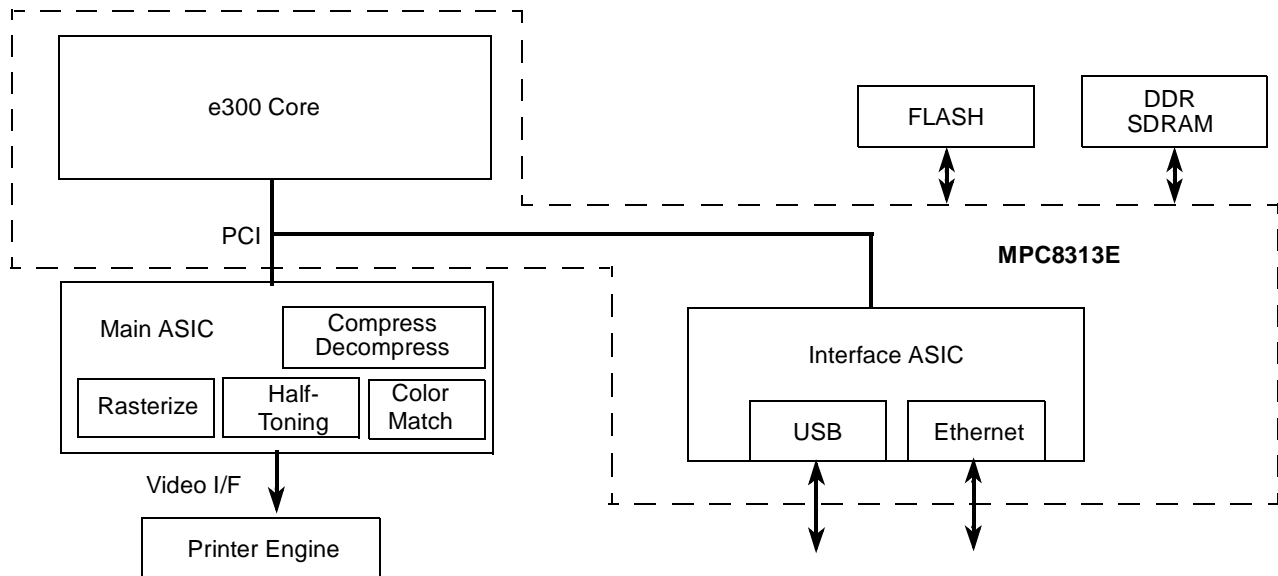 e300 Core
FLASH
DDR
SDRAM
PCI
MPC8313E
Main ASIC
Compress
Decompress
Rasterize
Half-
Toning
Color
Match
Interface ASIC
USB
Ethernet
Video I/F
Printer Engine